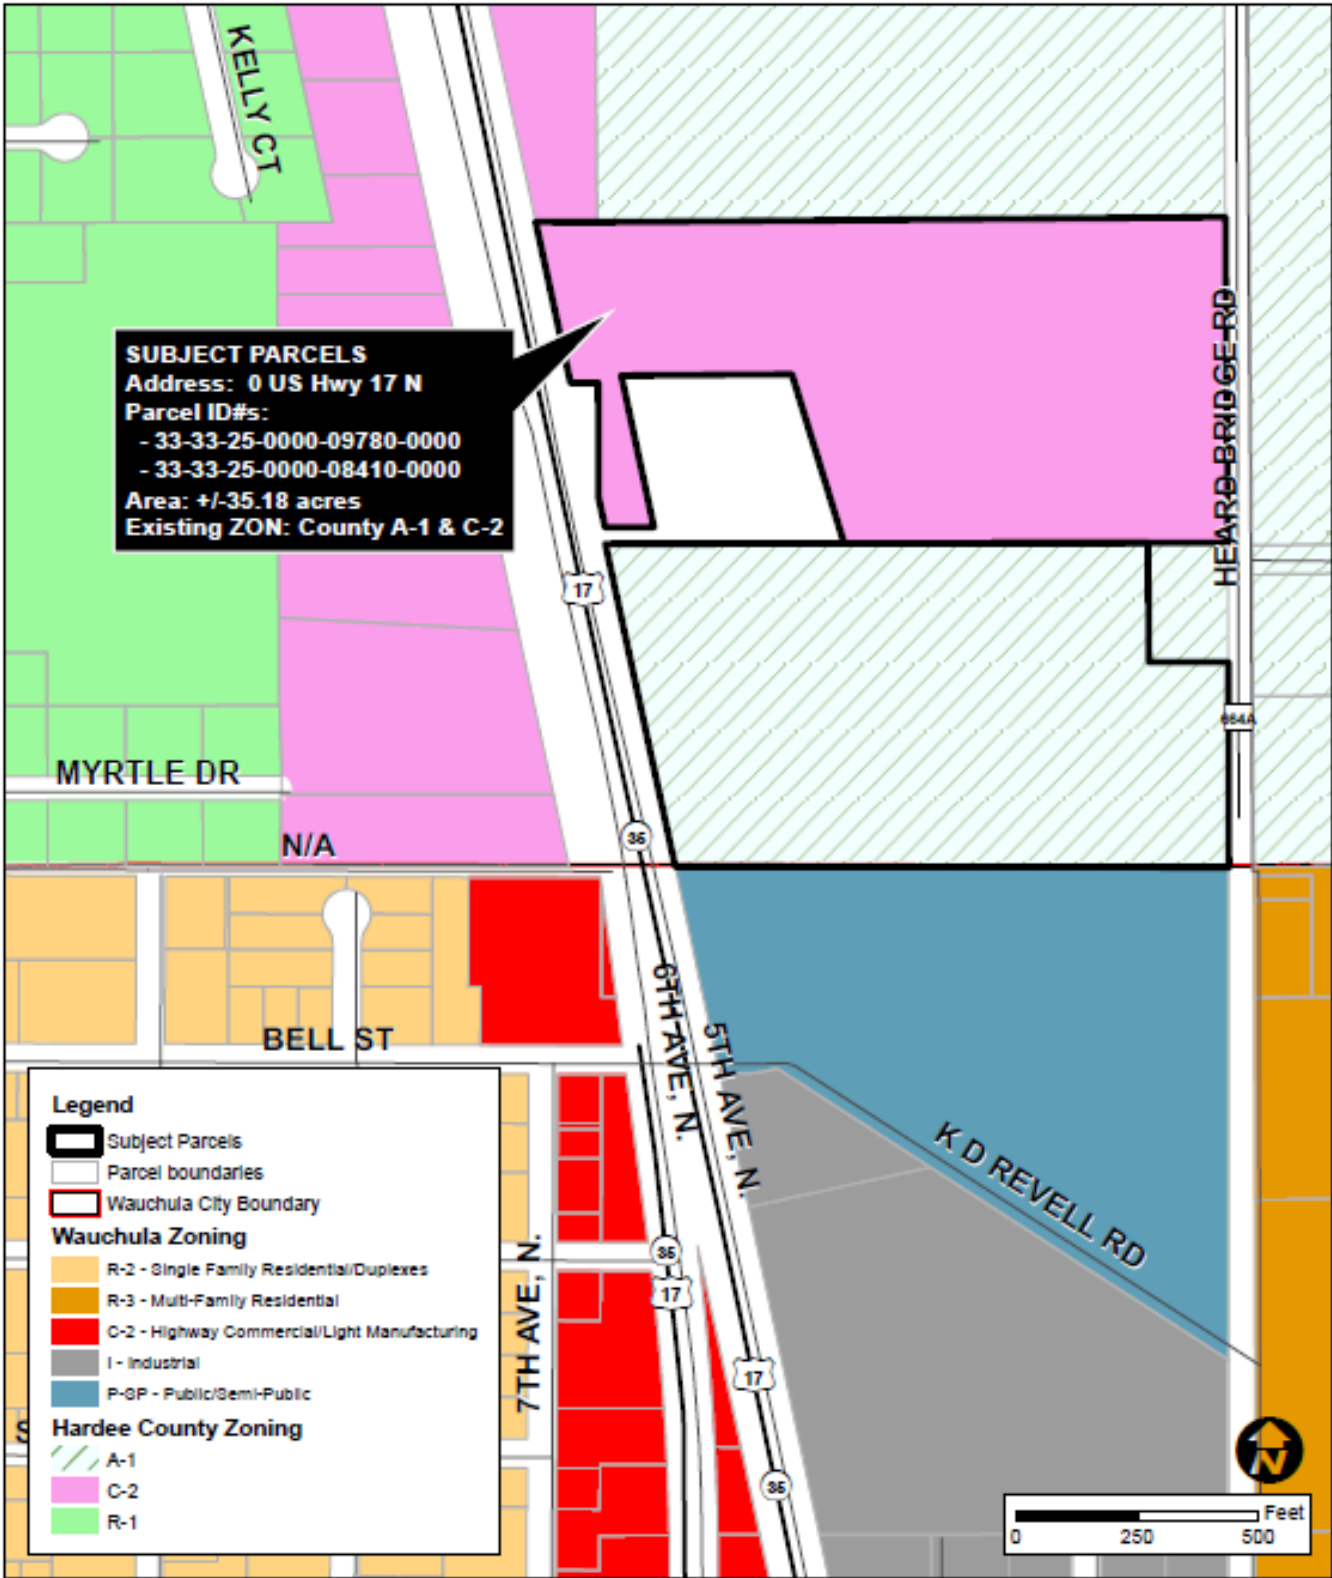 KELLY CT
SUBJECT PARCELS
Address: 0 US Hwy 17 N
Parcel ID#s:
- 33-33-25-0000-09780-0000
- 33-33-25-0000-08410-0000
Area: +/-35.18 acres
Existing ZON: County A-1 & C-2
HEARD BRIDGE RD
17
664A
MYRTLE DR
35
N/A
BELL ST
6TH AVE, N.
5TH AVE, N.
K D REVELL RD
7TH AVE, N.
35
17
17
35
S
Legend
Subject Parcels
Parcel boundaries
Wauchula City Boundary
Wauchula Zoning
R-2 - Single Family Residential/Duplexes
R-3 - Multi-Family Residential
C-2 - Highway Commercial/Light Manufacturing
I - Industrial
P-SP - Public/Semi-Public
Hardee County Zoning
A-1
C-2
R-1
N
Feet
0 250 500